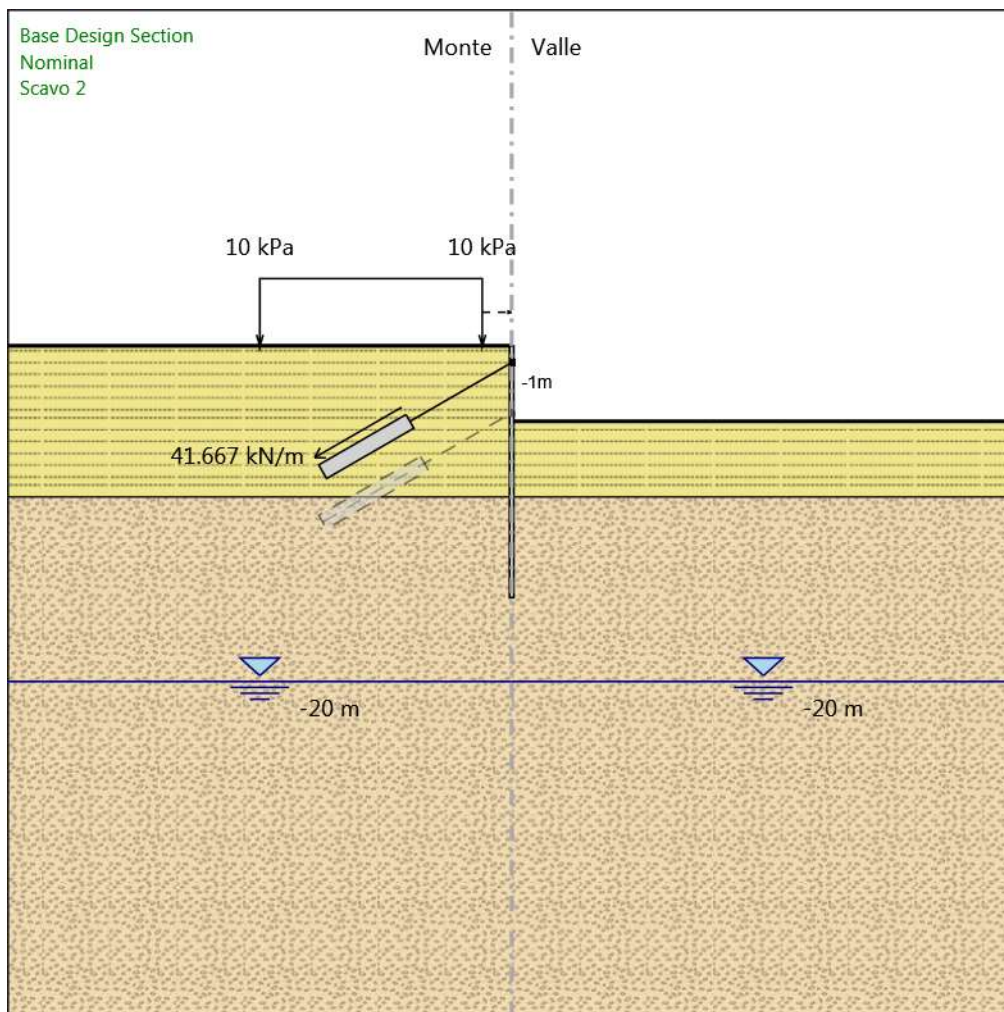 Base Design Section
Nominal
Scavo 2
Monte
Valle
10 kPa
10 kPa
-1m
41.667 kN/m
-20 m
-20 m